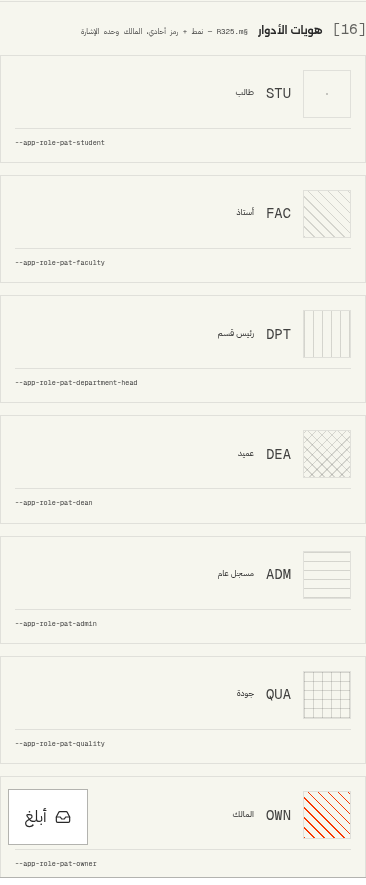 [16] هويات الأدوار §R325.m — نمط + رمز أحادي، المالك وحده الإشارة
STU طالب
--app-role-pat-student
FAC أستاذ
--app-role-pat-faculty
DPT رئيس قسم
--app-role-pat-department-head
DEA عميد
--app-role-pat-dean
ADM مسجل عام
--app-role-pat-admin
QUA جودة
--app-role-pat-quality
OWN المالك
أبلغ
--app-role-pat-owner